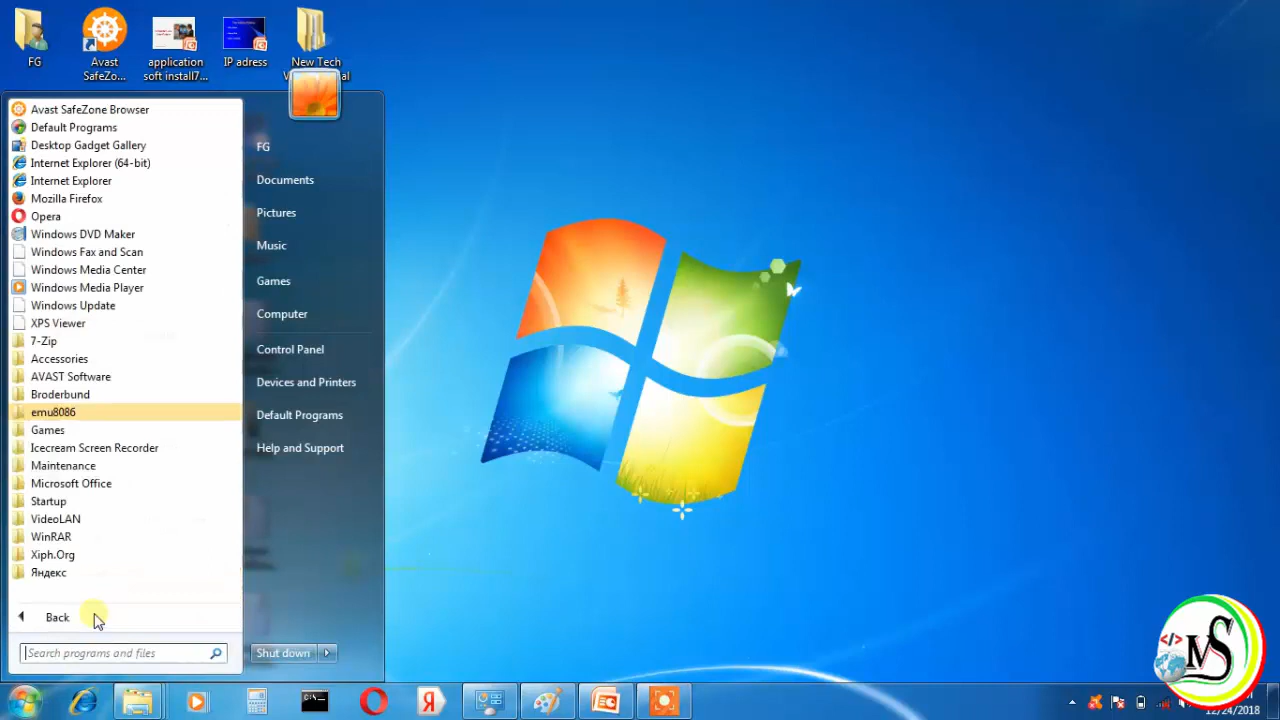 FG
Avast
SafeZo...
application
soft install7...
IP adress
New Tech
Avast SafeZone Browser
Default Programs
Desktop Gadget Gallery
Internet Explorer (64-bit)
Internet Explorer
Mozilla Firefox
Opera
Windows DVD Maker
Windows Fax and Scan
Windows Media Center
Windows Media Player
Windows Update
XPS Viewer
7-Zip
Accessories
AVAST Software
Broderbund
emu8086
Games
Icecream Screen Recorder
Maintenance
Microsoft Office
Startup
VideoLAN
WinRAR
Xiph.Org
Яндекс
Back
Search programs and files
FG
Documents
Pictures
Music
Games
Computer
Control Panel
Devices and Printers
Default Programs
Help and Support
Shut down
C:\_
Я
</>
MS
12/24/2018